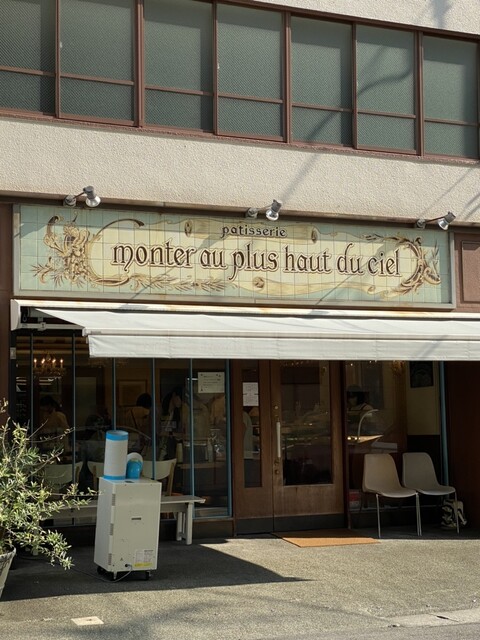 patisserie
monter au plus haut du ciel